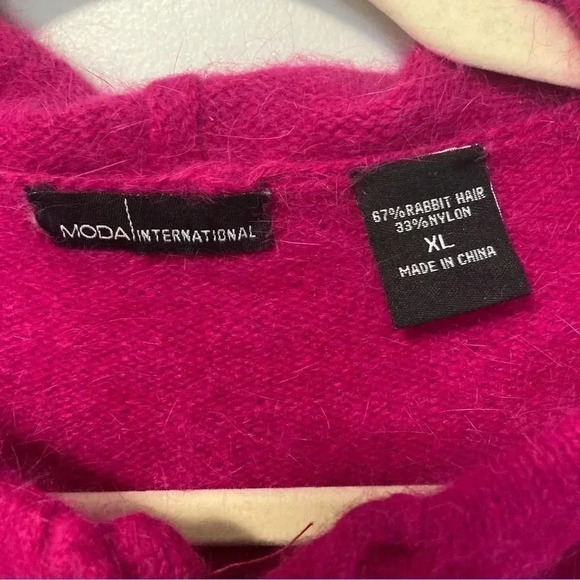 MODA INTERNATIONAL
67% RABBIT HAIR
33% NYLON
XL
MADE IN CHINA